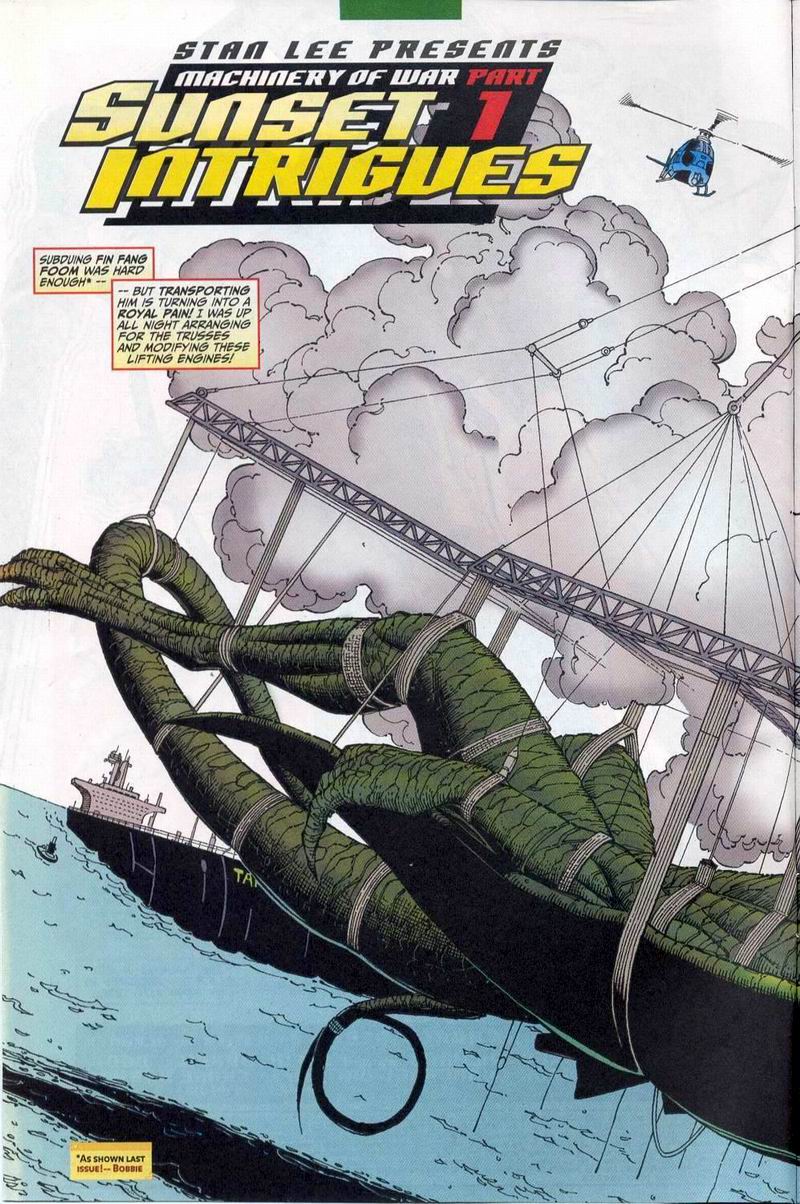 STAN LEE PRESENTS
MACHINERY OF WAR PART
1
SUNSET
INTRIGUES
SUBDUING FIN FANG
FOOM WAS HARD
ENOUGH* --
-- BUT TRANSPORTING
HIM IS TURNING INTO A
ROYAL PAIN! I WAS UP
ALL NIGHT ARRANGING
FOR THE TRUSSES
AND MODIFYING THESE
LIFTING ENGINES!
TA
*AS SHOWN LAST
ISSUE!-- BOBBIE